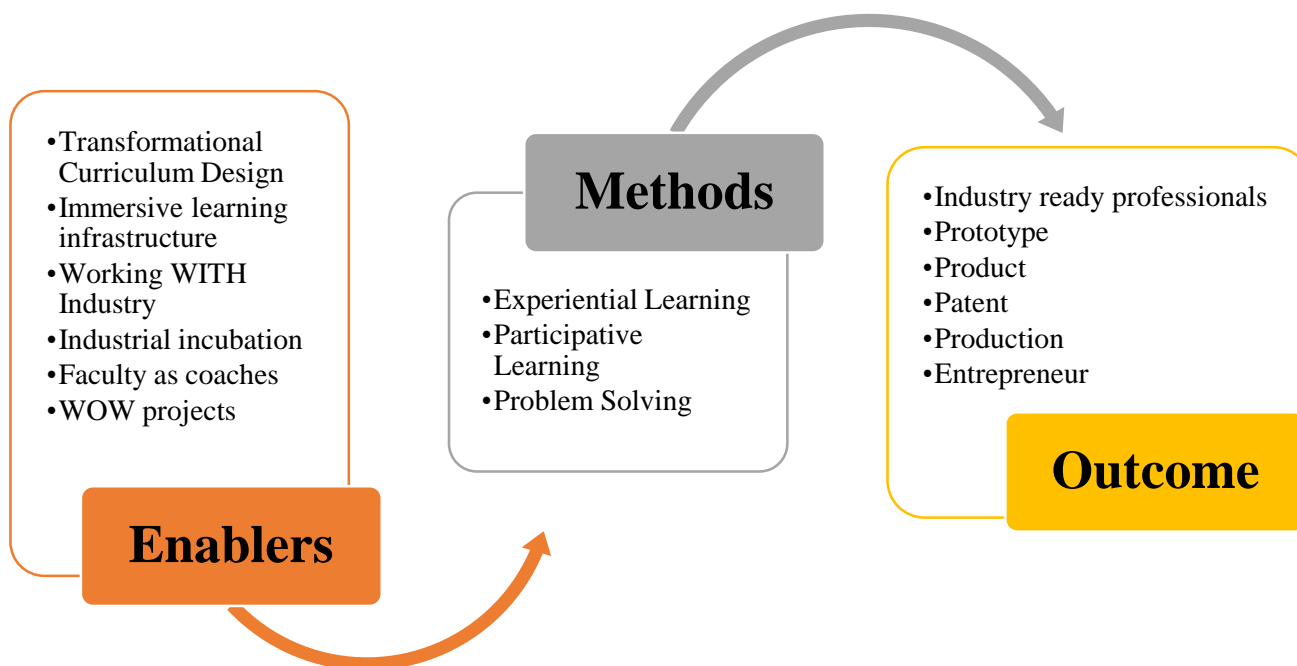 •Transformational
Curriculum Design
•Immersive learning
infrastructure
•Working WITH
Industry
•Industrial incubation
•Faculty as coaches
•WOW projects
Enablers
Methods
•Experiential Learning
•Participative
Learning
•Problem Solving
•Industry ready professionals
•Prototype
•Product
•Patent
•Production
•Entrepreneur
Outcome